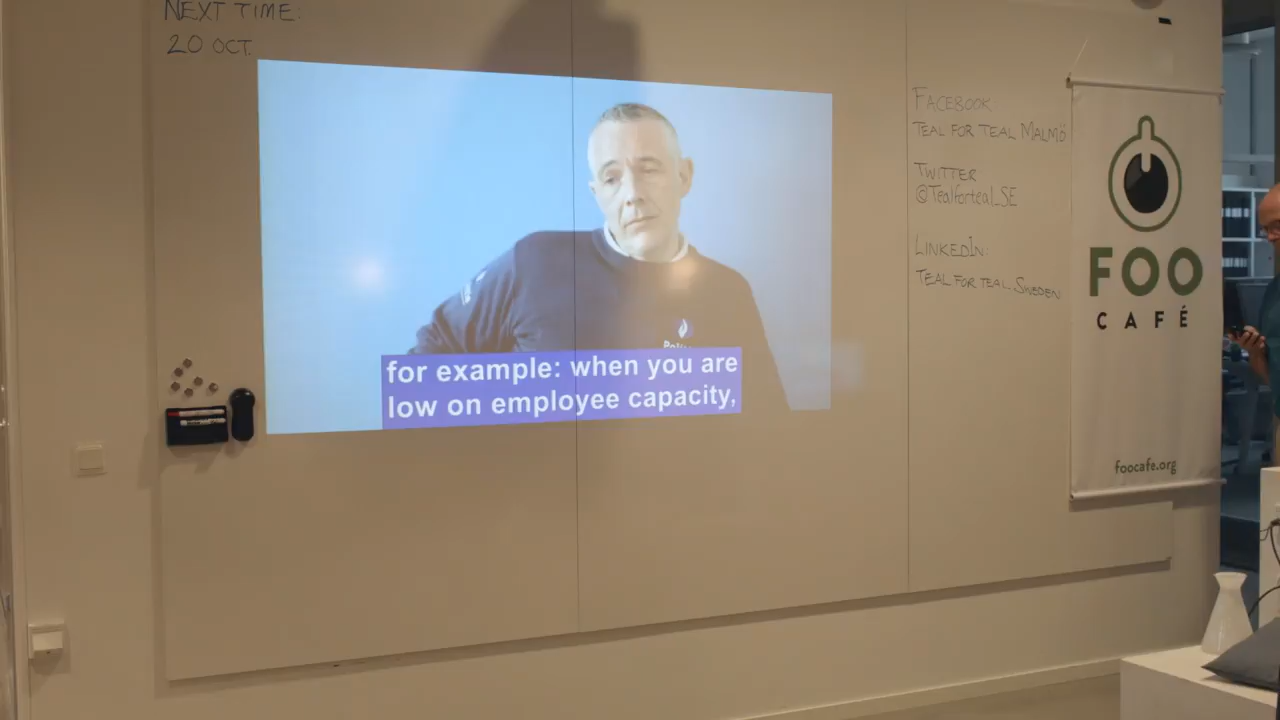 NEXT TIME:
20 OCT.
for example: when you are
low on employee capacity,
FACEBOOK
TEAL FOR TEAL MALMÖ
TWITTER
@Tealforteal_SE
LINKEDIN:
TEAL FOR TEAL SWEDEN
FOO
CAFÉ
foocafe.org